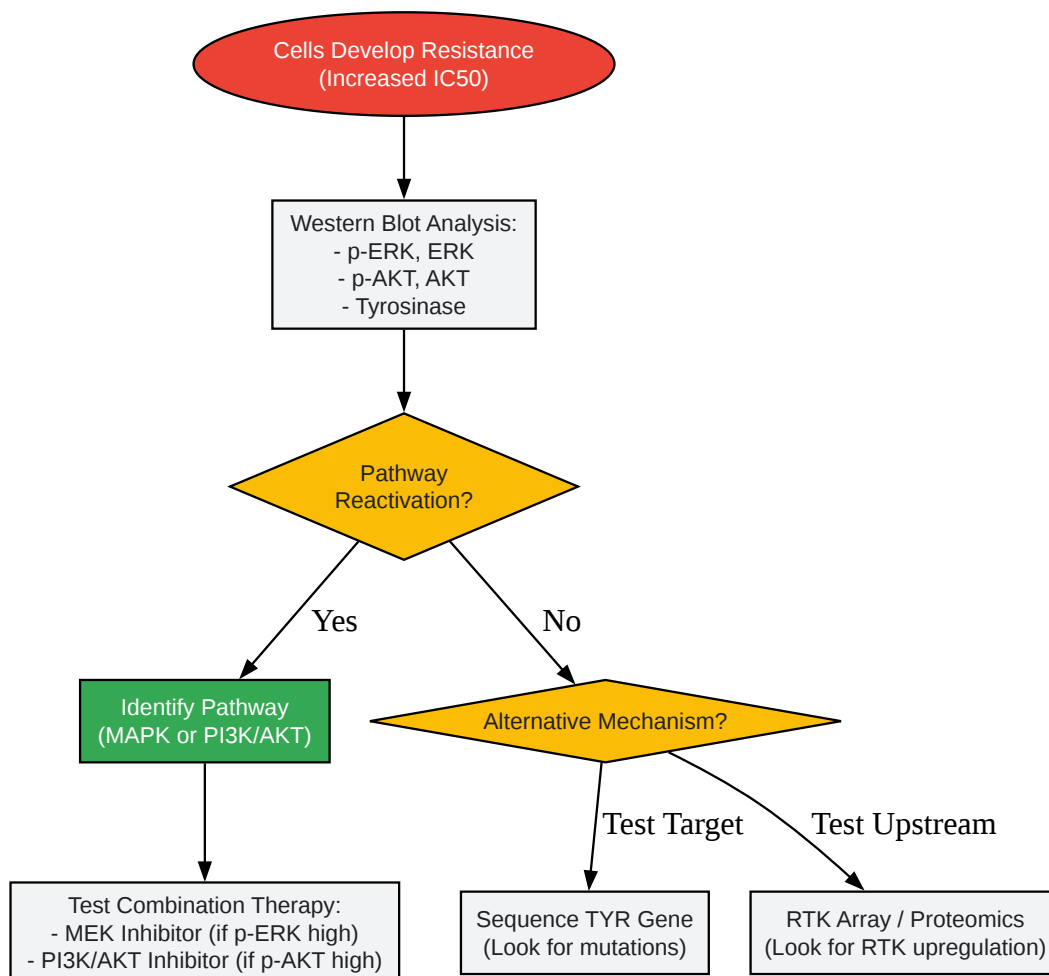 Cells Develop Resistance
(Increased IC50)
Western Blot Analysis:
- p-ERK, ERK
- p-AKT, AKT
- Tyrosinase
Pathway
Reactivation?
Yes
No
Identify Pathway
(MAPK or PI3K/AKT)
Alternative Mechanism?
Test Target
Test Upstream
Test Combination Therapy:
- MEK Inhibitor (if p-ERK high)
- PI3K/AKT Inhibitor (if p-AKT high)
Sequence TYR Gene
(Look for mutations)
RTK Array / Proteomics
(Look for RTK upregulation)